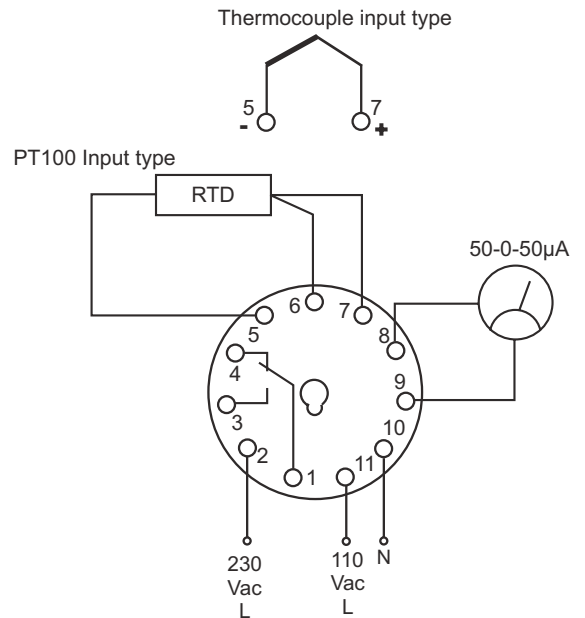 Thermocouple input type
5
7
-
+
PT100 Input type
RTD
50-0-50µA
6
7
5
8
4
9
3
10
2
11
1
230
Vac
L
110
Vac
L
N